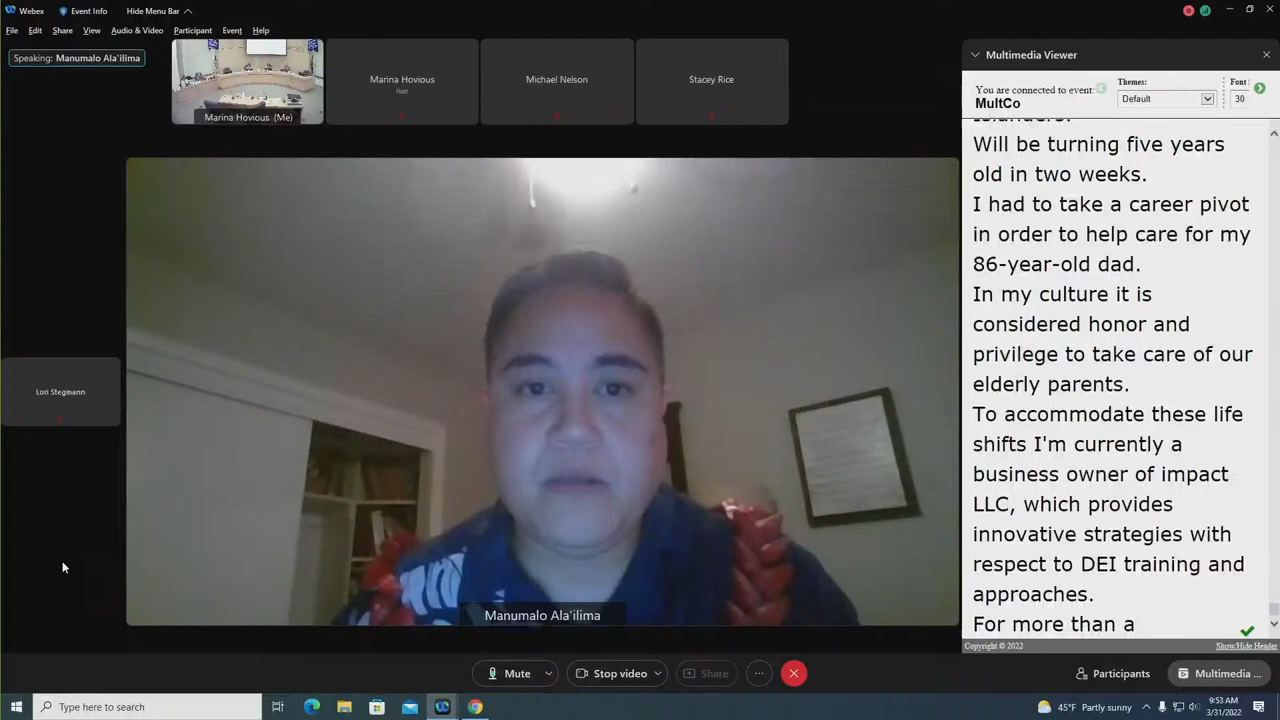 Webex
Event Info
Hide Menu Bar
File Edit Share View Audio & Video Participant Event Help
Speaking: Manumalo Ala'ilima
Marina Hovious (Me)
Marina Hovious
Host
Michael Nelson
Stacey Rice
Lori Stegmann
Manumalo Ala'ilima
Multimedia Viewer
You are connected to event:
MultCo
Themes:
Default
Font :
30
Islanders.
Will be turning five years
old in two weeks.
I had to take a career pivot
in order to help care for my
86-year-old dad.
In my culture it is
considered honor and
privilege to take care of our
elderly parents.
To accommodate these life
shifts I'm currently a
business owner of impact
LLC, which provides
innovative strategies with
respect to DEI training and
approaches.
For more than a
Copyright © 2022
Show/Hide Header
Mute
Stop video
Share
Participants
Multimedia ...
Type here to search
45°F Partly sunny
9:53 AM
3/31/2022